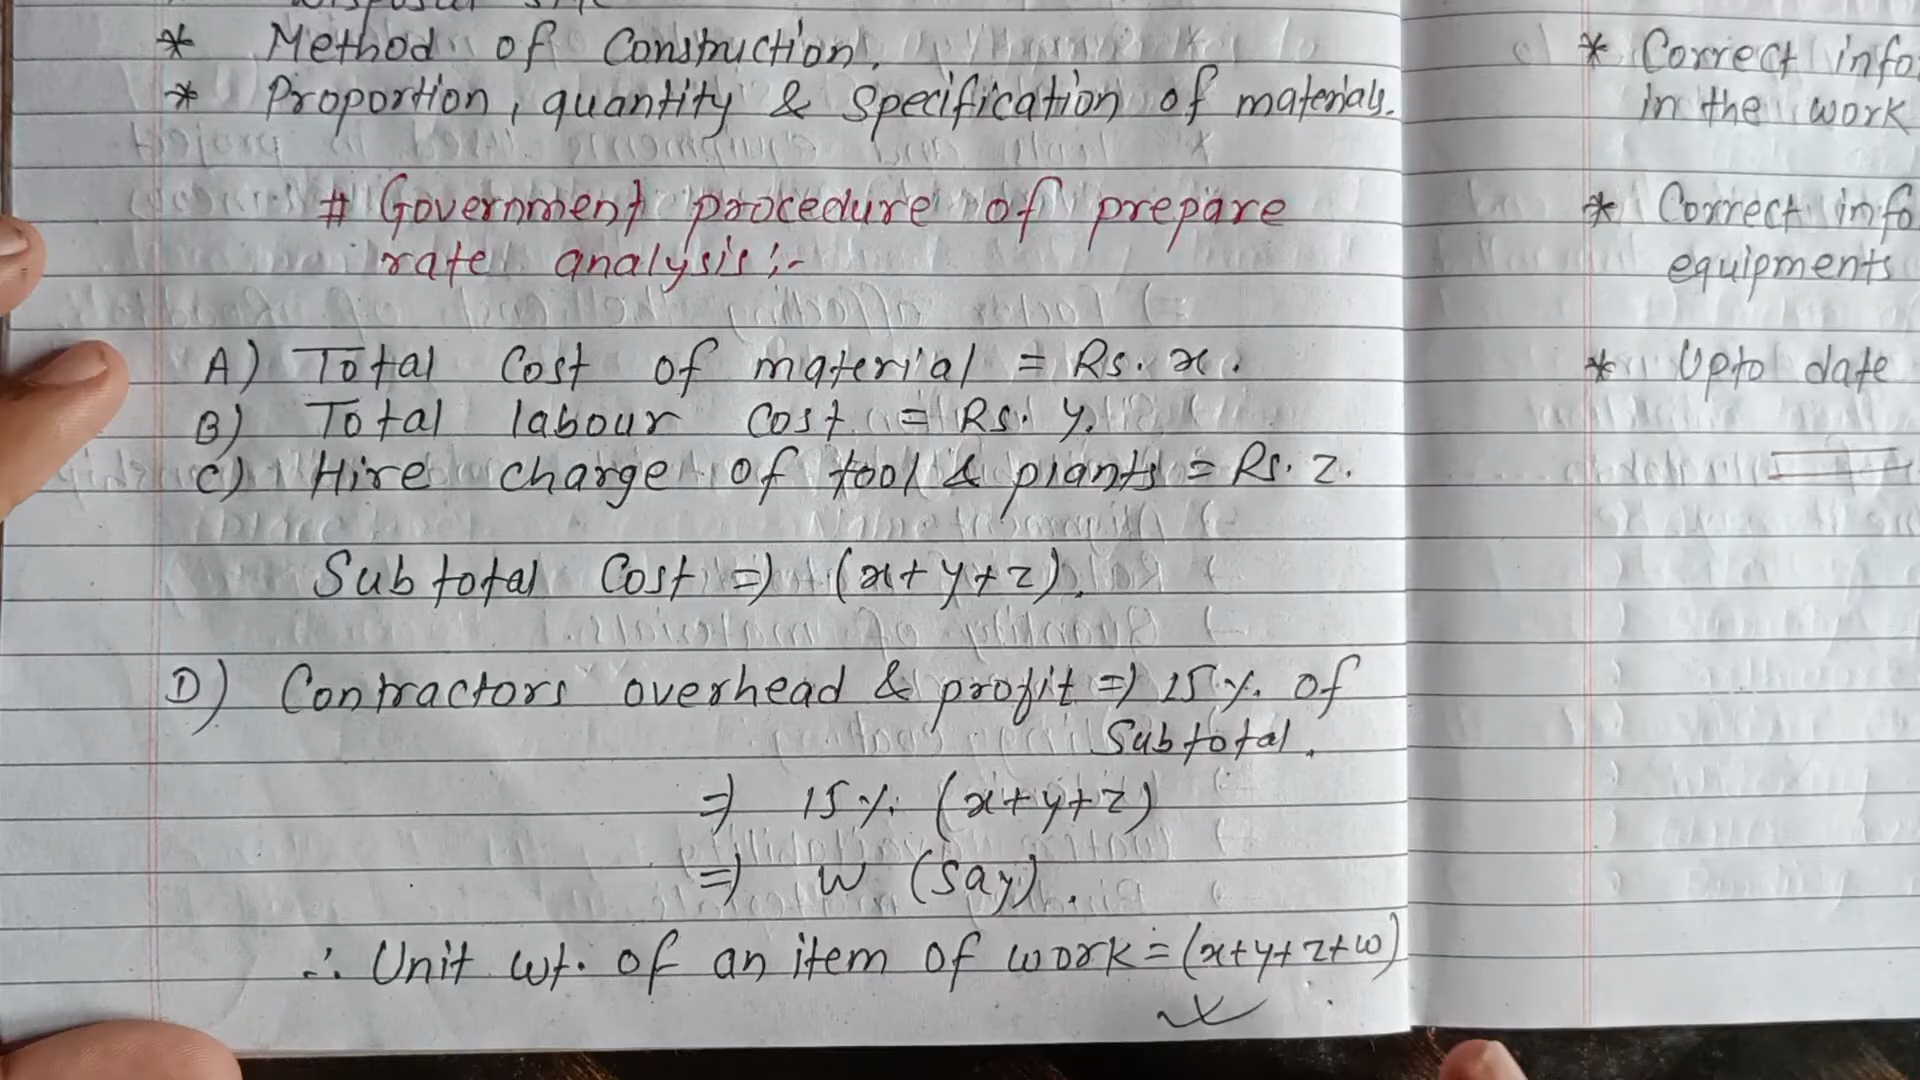 * Method of Construction.
* Proportion, quantity & Specification of materials.
# Government procedure of prepare
rate analysis :-
A) Total Cost of material = Rs. x.
B) Total labour Cost = Rs. y.
C) Hire charge of tool & plants = Rs. z.
Subtotal Cost => (x+y+z).
D) Contractors overhead & profit => 15%. of
Subtotal.
=> 15%. (x+y+z)
=> w (say).
∴ Unit wt. of an item of work = (x+y+z+w)
* Correct info
in the work
* Correct info
equipments
* Upto date